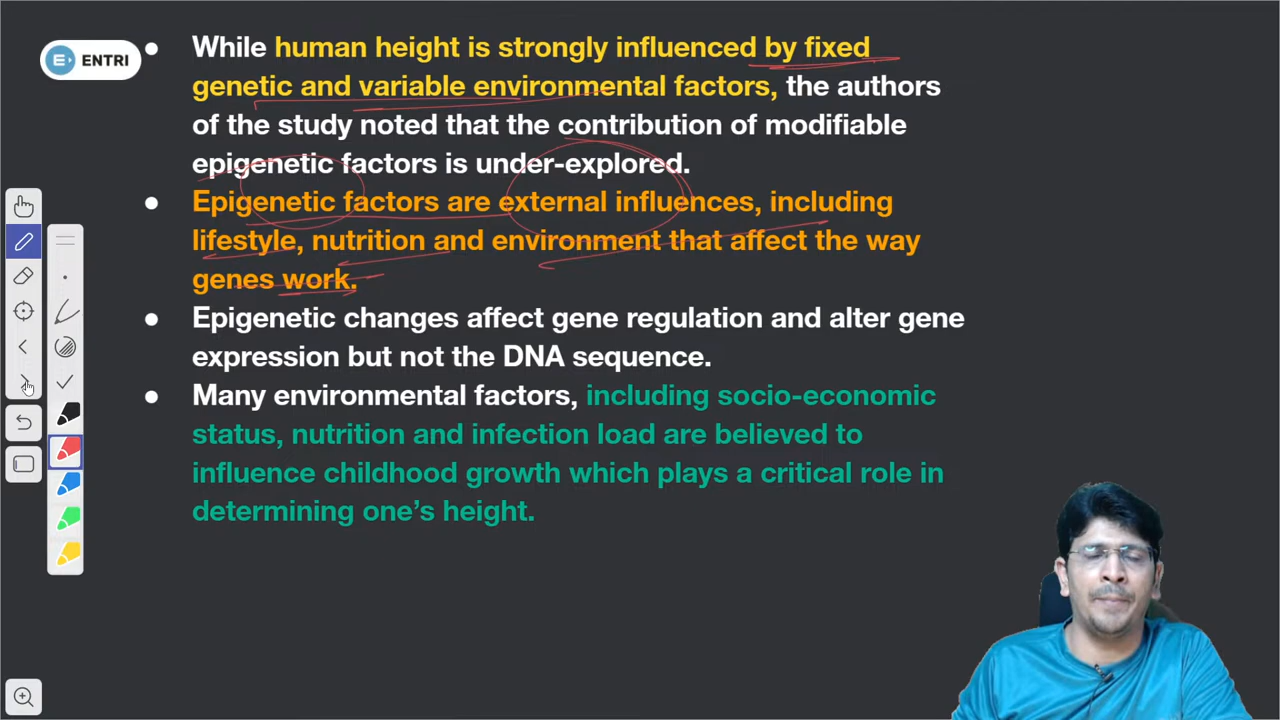 ENTRI
● While human height is strongly influenced by fixed
genetic and variable environmental factors, the authors
of the study noted that the contribution of modifiable
epigenetic factors is under-explored.
● Epigenetic factors are external influences, including
lifestyle, nutrition and environment that affect the way
genes work.
● Epigenetic changes affect gene regulation and alter gene
expression but not the DNA sequence.
● Many environmental factors, including socio-economic
status, nutrition and infection load are believed to
influence childhood growth which plays a critical role in
determining one’s height.